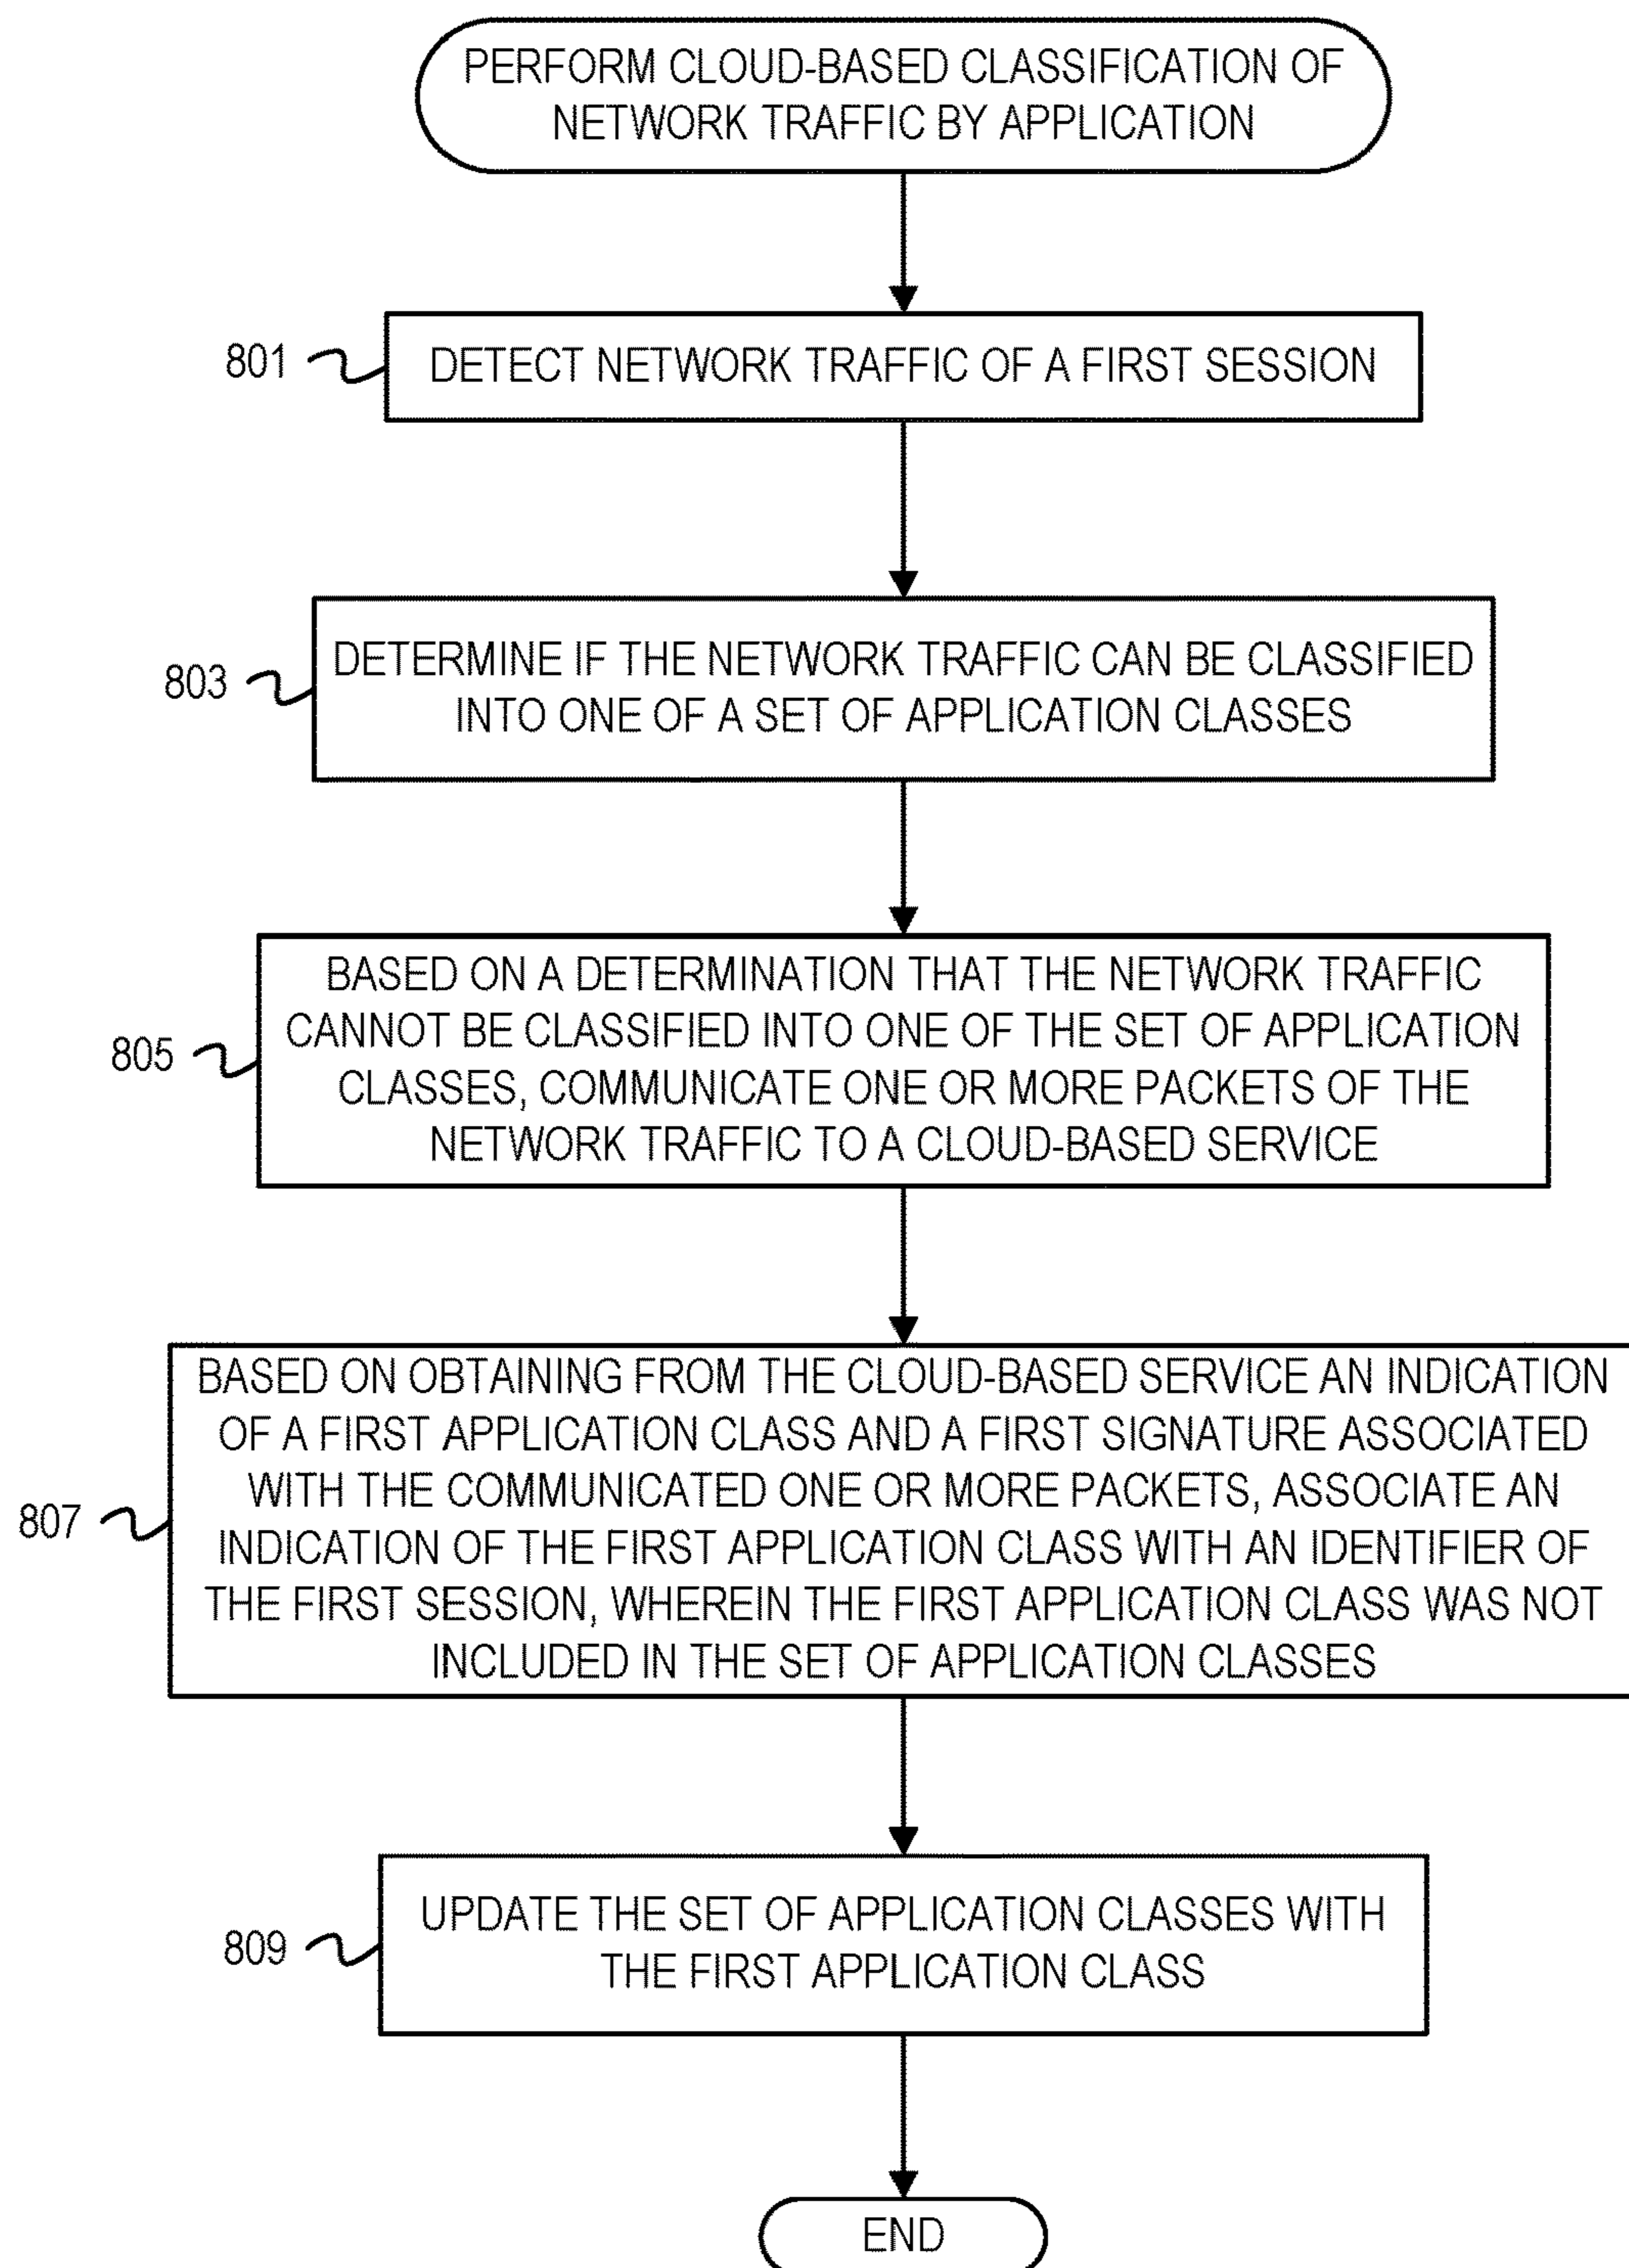 PERFORM CLOUD-BASED CLASSIFICATION OF
NETWORK TRAFFIC BY APPLICATION
801
DETECT NETWORK TRAFFIC OF A FIRST SESSION
803
DETERMINE IF THE NETWORK TRAFFIC CAN BE CLASSIFIED
INTO ONE OF A SET OF APPLICATION CLASSES
805
BASED ON A DETERMINATION THAT THE NETWORK TRAFFIC
CANNOT BE CLASSIFIED INTO ONE OF THE SET OF APPLICATION
CLASSES, COMMUNICATE ONE OR MORE PACKETS OF THE
NETWORK TRAFFIC TO A CLOUD-BASED SERVICE
807
BASED ON OBTAINING FROM THE CLOUD-BASED SERVICE AN INDICATION
OF A FIRST APPLICATION CLASS AND A FIRST SIGNATURE ASSOCIATED
WITH THE COMMUNICATED ONE OR MORE PACKETS, ASSOCIATE AN
INDICATION OF THE FIRST APPLICATION CLASS WITH AN IDENTIFIER OF
THE FIRST SESSION, WHEREIN THE FIRST APPLICATION CLASS WAS NOT
INCLUDED IN THE SET OF APPLICATION CLASSES
809
UPDATE THE SET OF APPLICATION CLASSES WITH
THE FIRST APPLICATION CLASS
END